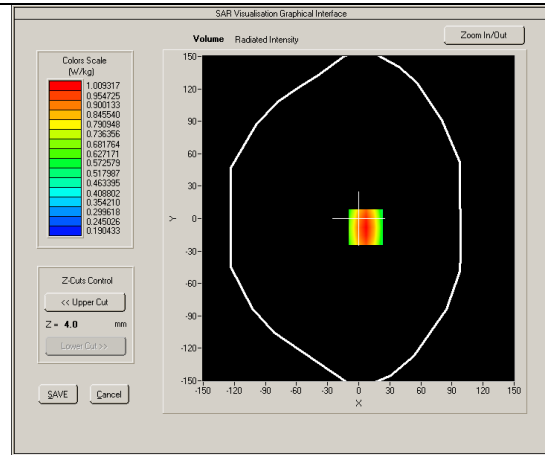 SAR Visualisation Graphical Interface
Volume Radiated Intensity
Zoom In/Out
Colors Scale
(W/kg)
1.009317
0.954725
0.900133
0.845540
0.790948
0.736356
0.681764
0.627171
0.572579
0.517987
0.463395
0.408802
0.354210
0.299618
0.245026
0.190433
Z-Cuts Control
<< Upper Cut
Z = 4.0 mm
Lower Cut >>
SAVE Cancel
150-
120-
90-
60-
30-
Y 0-
-30-
-60-
-90-
-120-
-150-
-150 -120 -90 -60 -30 0 30 60 90 120 150
X